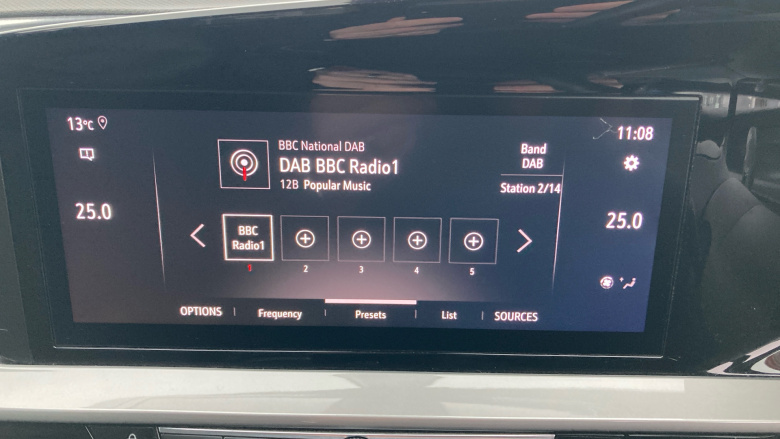 13°C
11:08
BBC National DAB
DAB BBC Radio1
12B Popular Music
Band
DAB
Station 2/14
25.0
25.0
BBC
Radio1
2
3
4
5
OPTIONS
Frequency
Presets
List
SOURCES